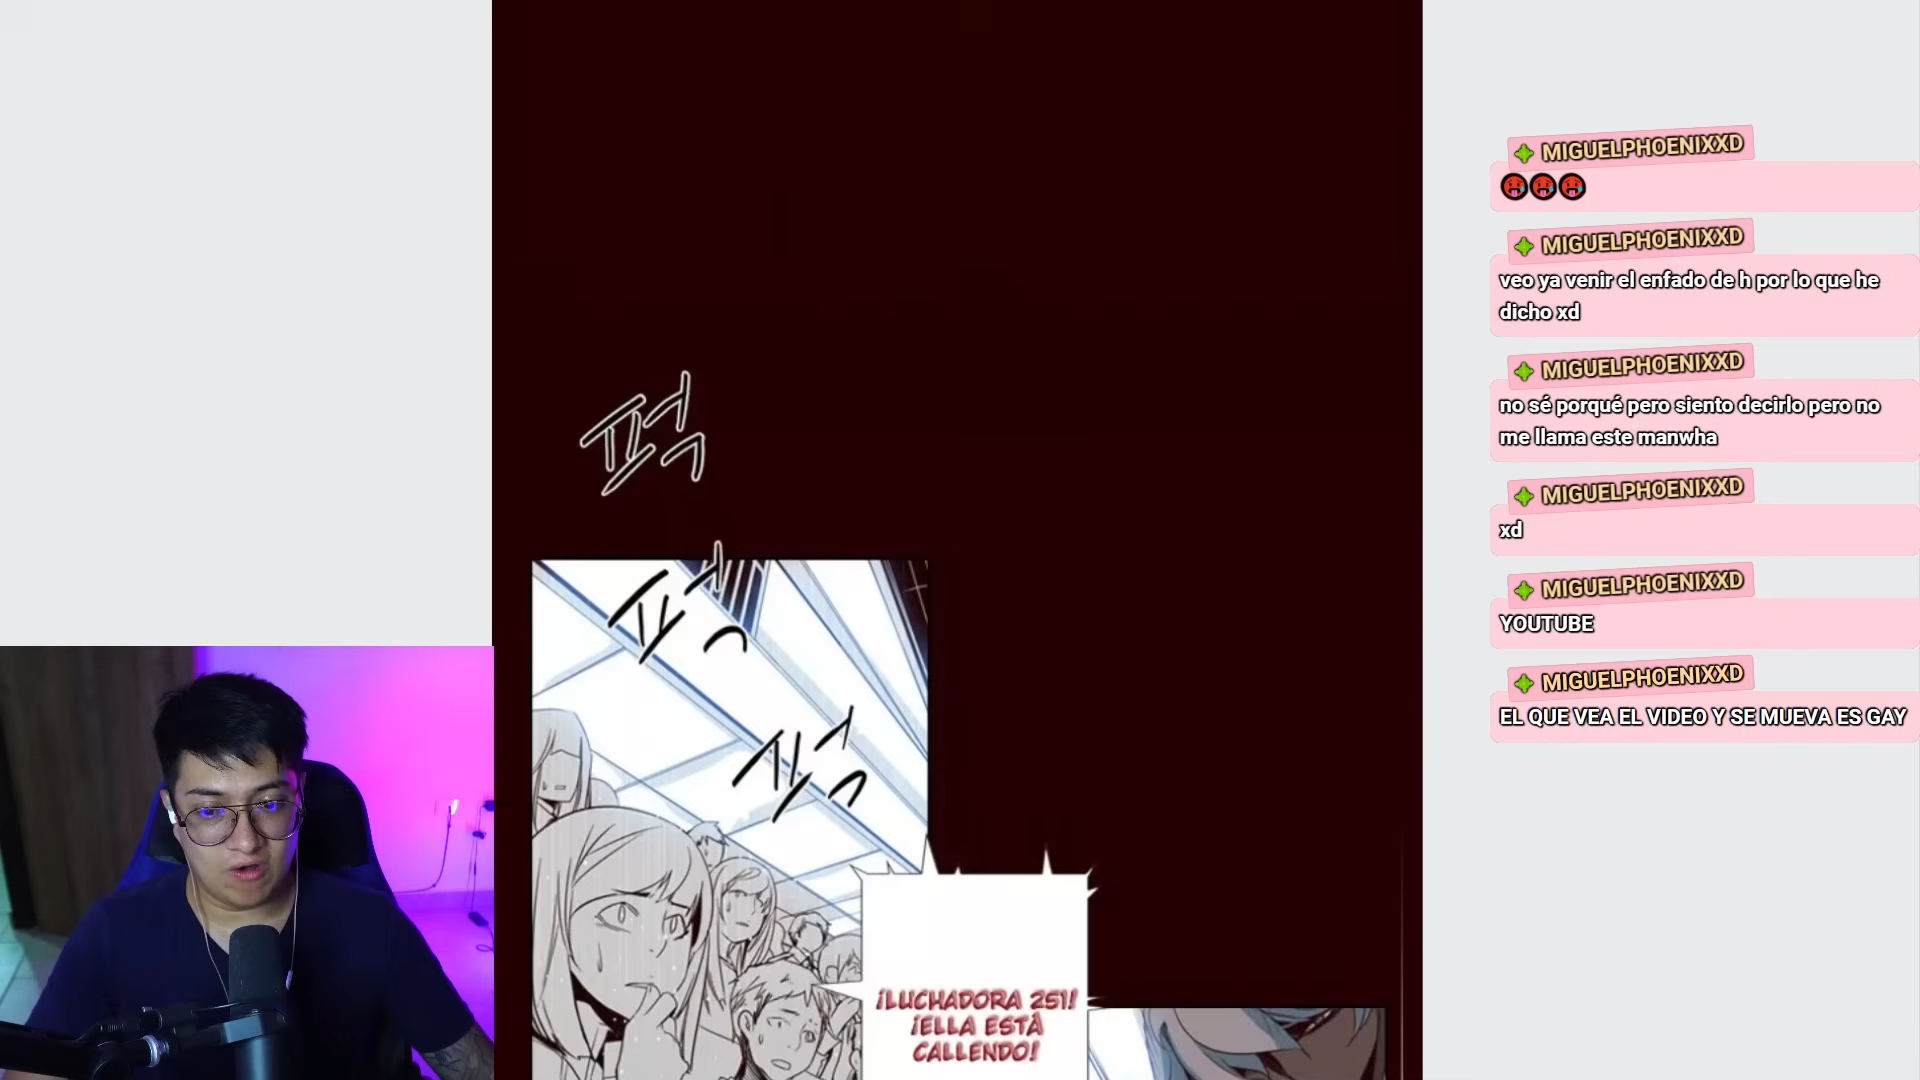 퍽
퍽
퍽
¡LUCHADORA 251!
¡ELLA ESTÁ
CALLENDO!
MIGUELPHOENIXXD
🥵🥵🥵
MIGUELPHOENIXXD
veo ya venir el enfado de h por lo que he
dicho xd
MIGUELPHOENIXXD
no sé porqué pero siento decirlo pero no
me llama este manwha
MIGUELPHOENIXXD
xd
MIGUELPHOENIXXD
YOUTUBE
MIGUELPHOENIXXD
EL QUE VEA EL VIDEO Y SE MUEVA ES GAY